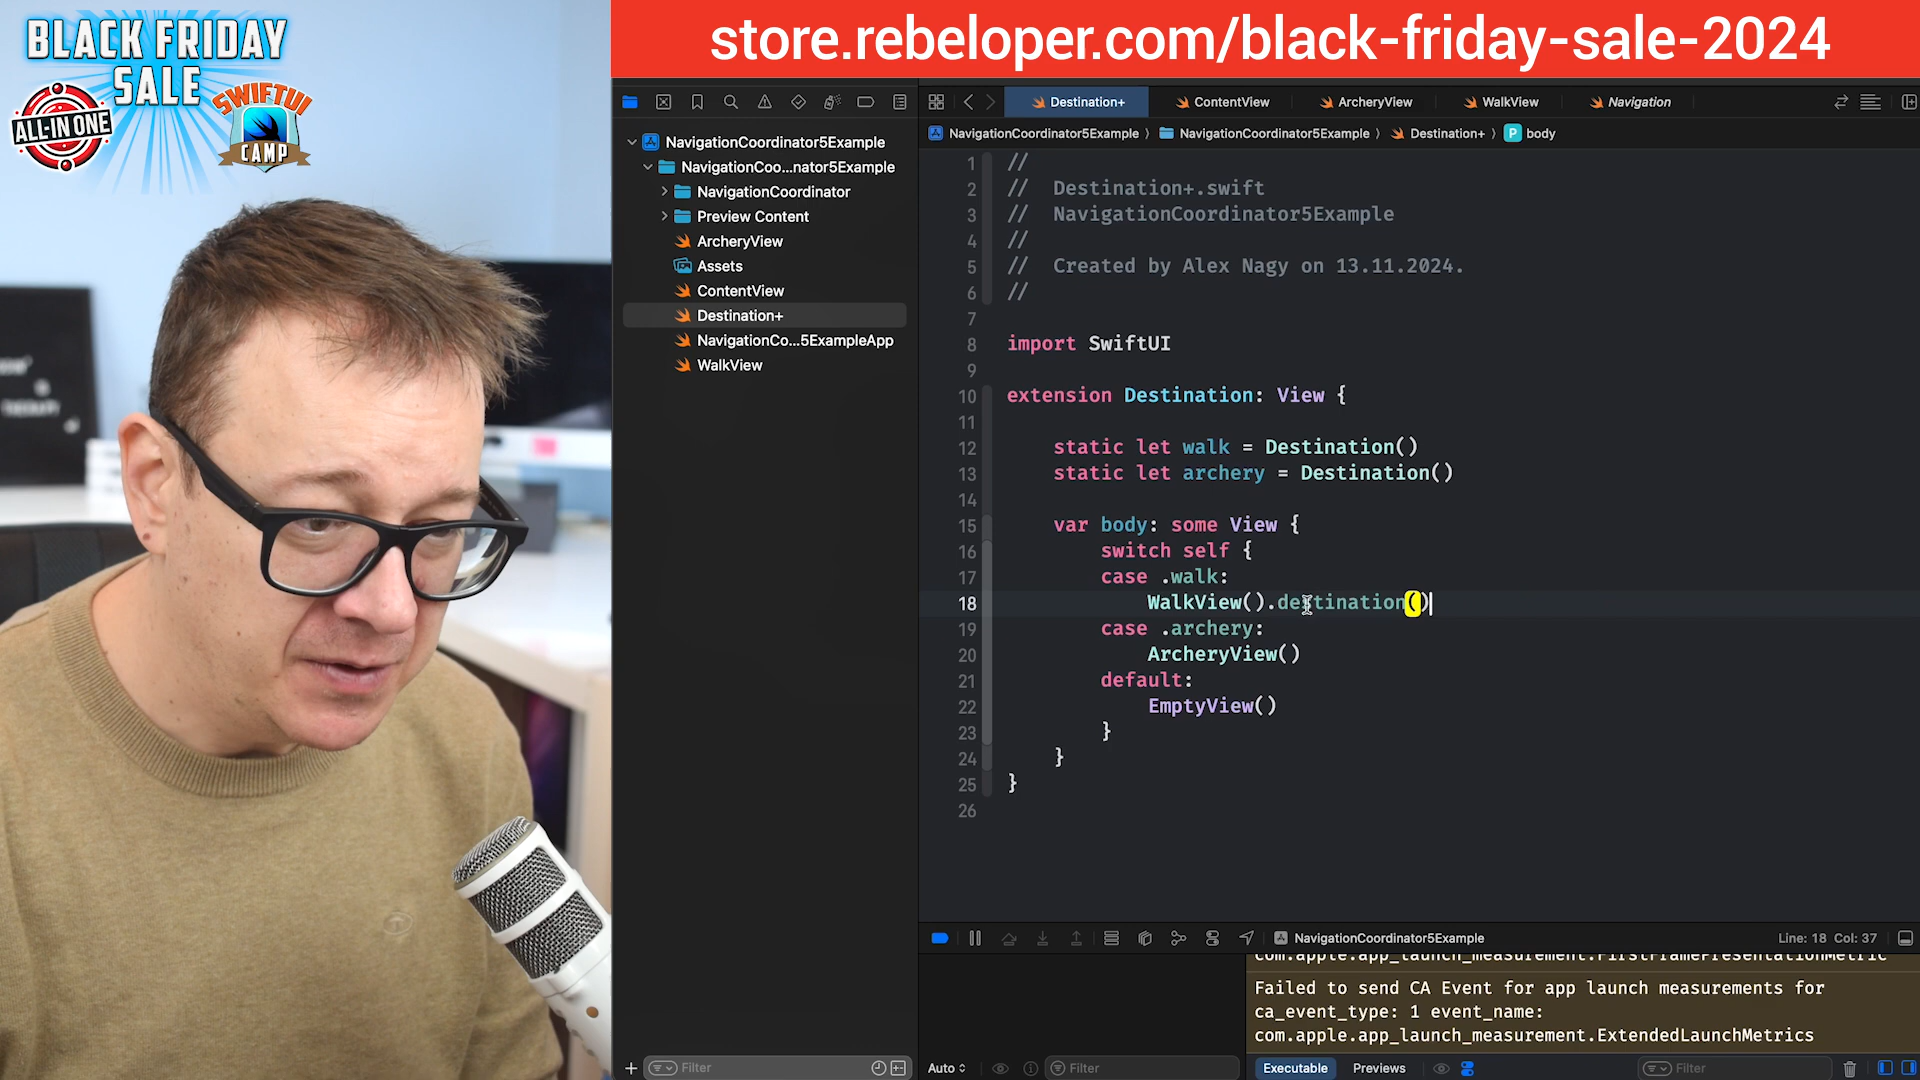 BLACK FRIDAY
SALE
ALL-IN ONE
SWIFTUI
CAMP
store.rebeloper.com/black-friday-sale-2024
Destination+
ContentView
ArcheryView
WalkView
Navigation
NavigationCoordinator5Example 〉 NavigationCoordinator5Example 〉 Destination+ 〉 P body
NavigationCoordinator5Example
NavigationCoo...nator5Example
NavigationCoordinator
Preview Content
ArcheryView
Assets
ContentView
Destination+
NavigationCo...5ExampleApp
WalkView
1 //
2 // Destination+.swift
3 // NavigationCoordinator5Example
4 //
5 // Created by Alex Nagy on 13.11.2024.
6 //
7
8 import SwiftUI
9
10 extension Destination: View {
11
12 static let walk = Destination()
13 static let archery = Destination()
14
15 var body: some View {
16 switch self {
17 case .walk:
18 WalkView().destination()
19 case .archery:
20 ArcheryView()
21 default:
22 EmptyView()
23 }
24 }
25 }
26
NavigationCoordinator5Example
Line: 18 Col: 37
com.apple.app_launch_measurement.FirstFramePresentationMetric
Failed to send CA Event for app launch measurements for
ca_event_type: 1 event_name:
com.apple.app_launch_measurement.ExtendedLaunchMetrics
Filter
Auto
Filter
Executable
Previews
Filter